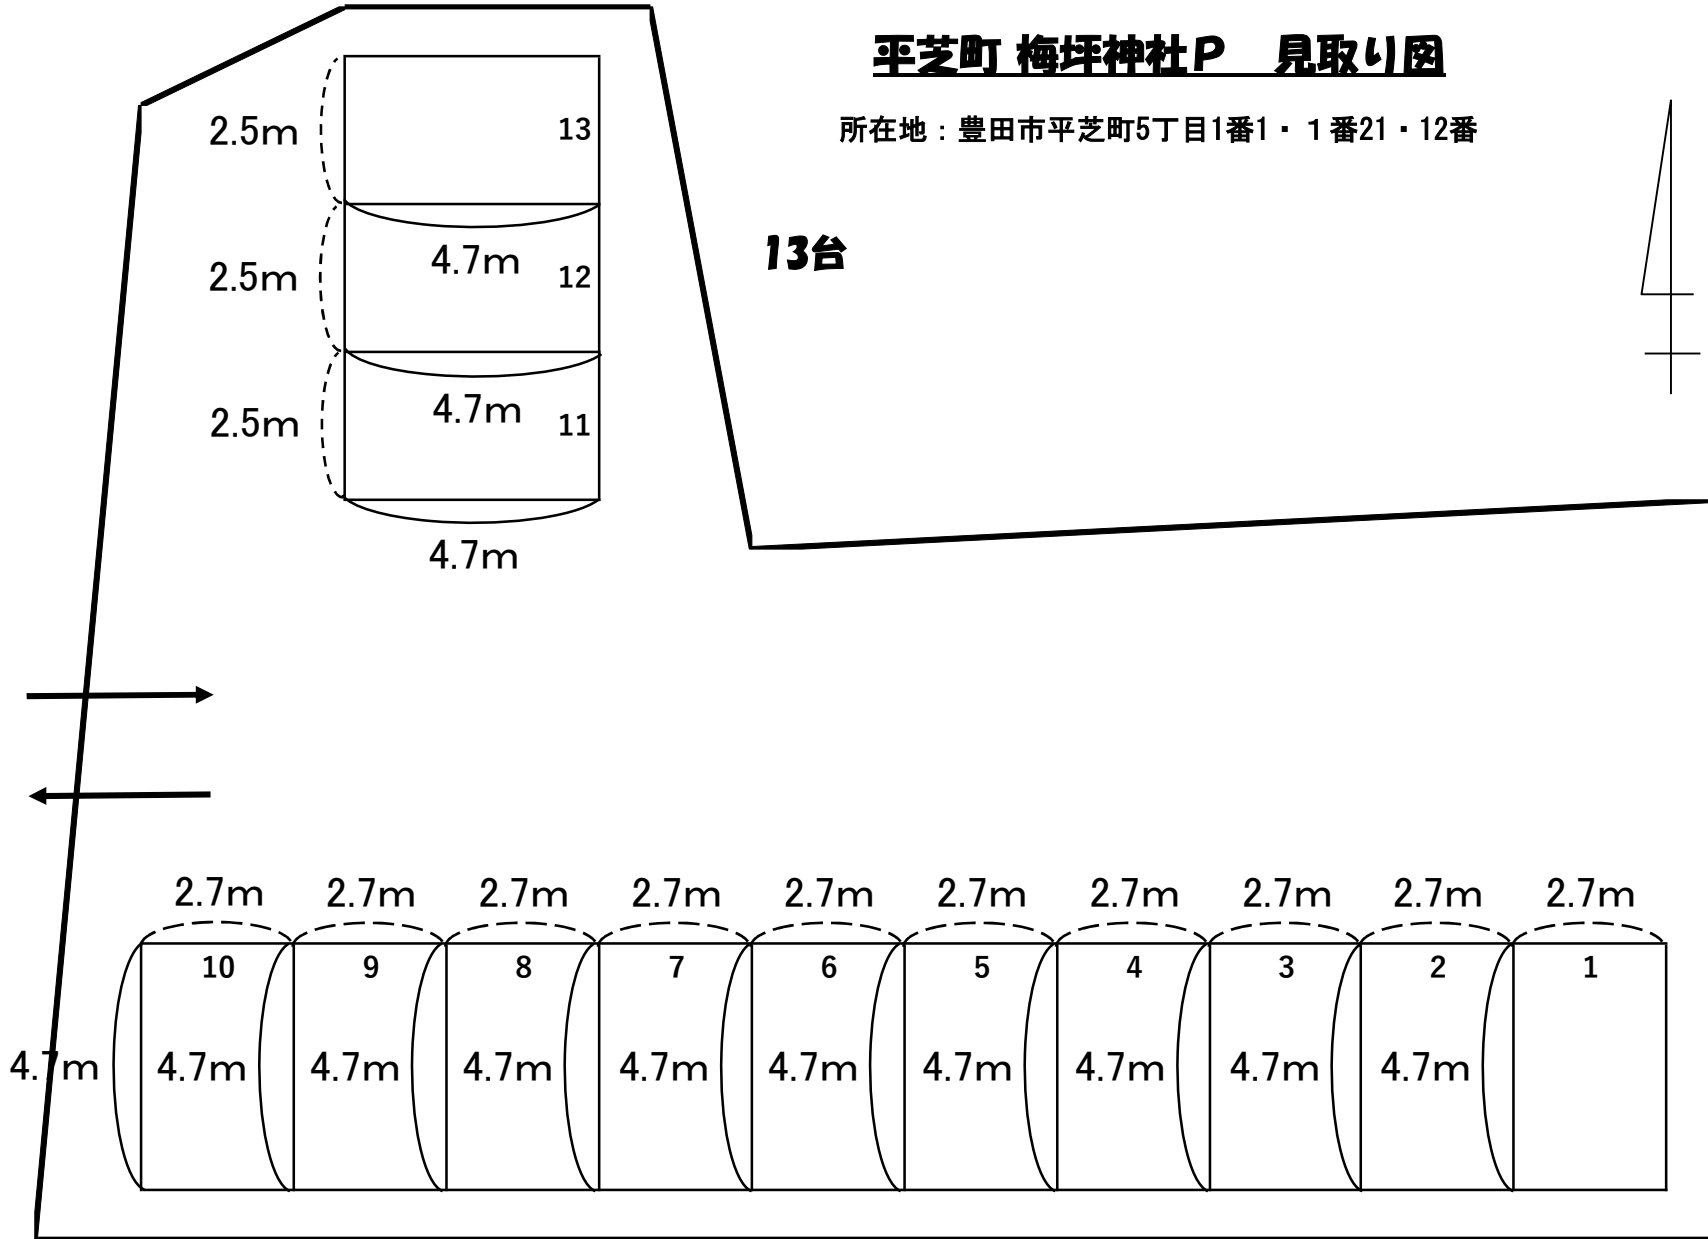 平芝町 梅坪神社Ｐ　見取り図
所在地：豊田市平芝町5丁目1番1・１番21・12番
13台
2.5m 13
4.7m
2.5m 12
4.7m
2.5m 11
4.7m
2.7m 2.7m 2.7m 2.7m 2.7m 2.7m 2.7m 2.7m 2.7m 2.7m
10 9 8 7 6 5 4 3 2 1
4.7m 4.7m 4.7m 4.7m 4.7m 4.7m 4.7m 4.7m 4.7m 4.7m